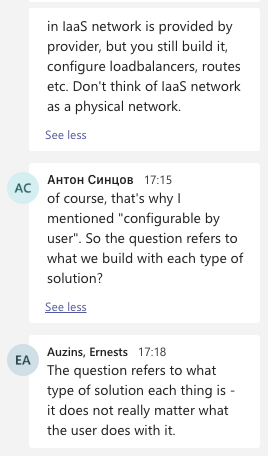 in IaaS network is provided by
provider, but you still build it,
configure loadbalancers, routes
etc. Don't think of IaaS network
as a physical network.
See less
AC
Антон Синцов 17:15
of course, that's why I
mentioned "configurable by
user". So the question refers to
what we build with each type of
solution?
See less
EA
Auzins, Ernests 17:18
The question refers to what
type of solution each thing is -
it does not really matter what
the user does with it.